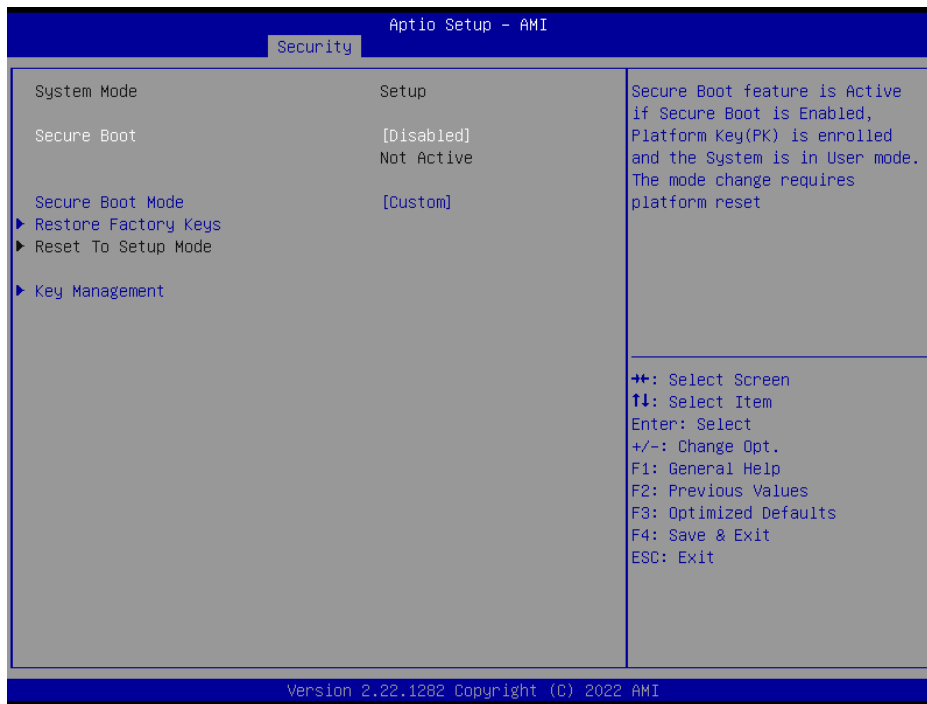 Aptio Setup – AMI
Security
System Mode Setup
Secure Boot [Disabled]
Not Active
Secure Boot Mode [Custom]
▶ Restore Factory Keys
▶ Reset To Setup Mode
▶ Key Management
Secure Boot feature is Active
if Secure Boot is Enabled,
Platform Key(PK) is enrolled
and the System is in User mode.
The mode change requires
platform reset
→←: Select Screen
↑↓: Select Item
Enter: Select
+/-: Change Opt.
F1: General Help
F2: Previous Values
F3: Optimized Defaults
F4: Save & Exit
ESC: Exit
Version 2.22.1282 Copyright (C) 2022 AMI